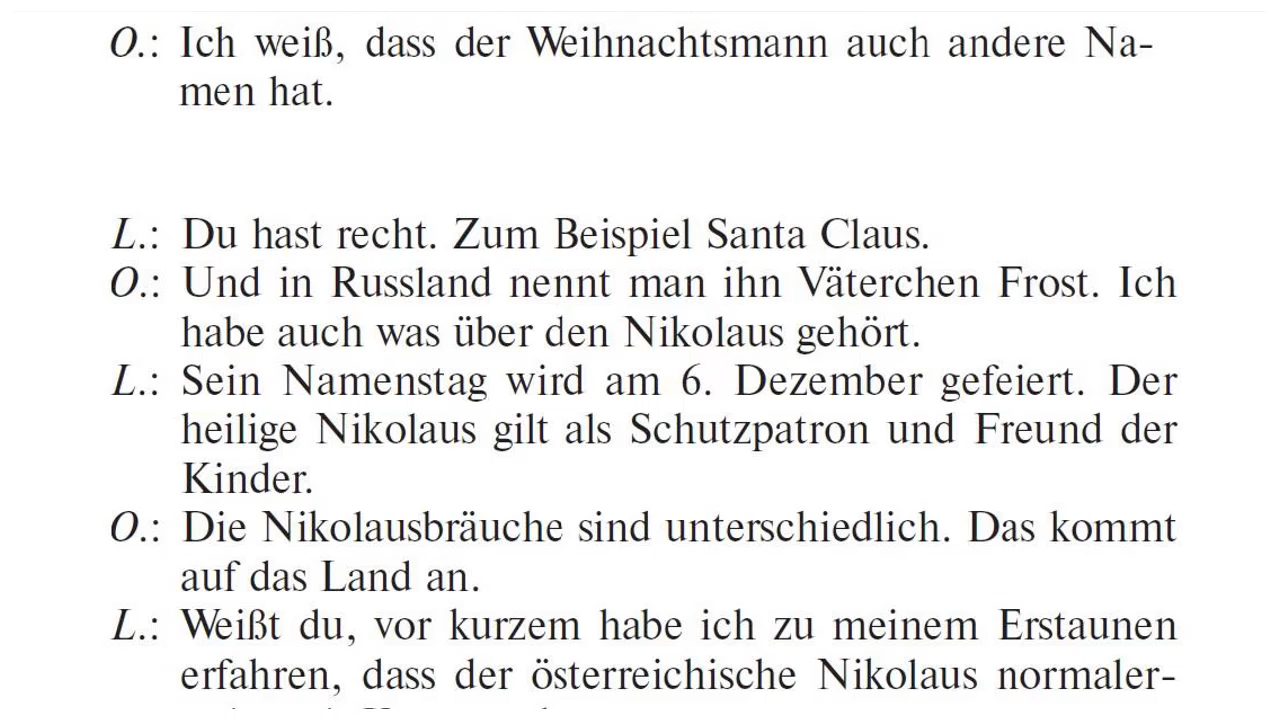 O.: Ich weiß, dass der Weihnachtsmann auch andere Na-
men hat.
L.: Du hast recht. Zum Beispiel Santa Claus.
O.: Und in Russland nennt man ihn Väterchen Frost. Ich
habe auch was über den Nikolaus gehört.
L.: Sein Namenstag wird am 6. Dezember gefeiert. Der
heilige Nikolaus gilt als Schutzpatron und Freund der
Kinder.
O.: Die Nikolausbräuche sind unterschiedlich. Das kommt
auf das Land an.
L.: Weißt du, vor kurzem habe ich zu meinem Erstaunen
erfahren, dass der österreichische Nikolaus normaler-